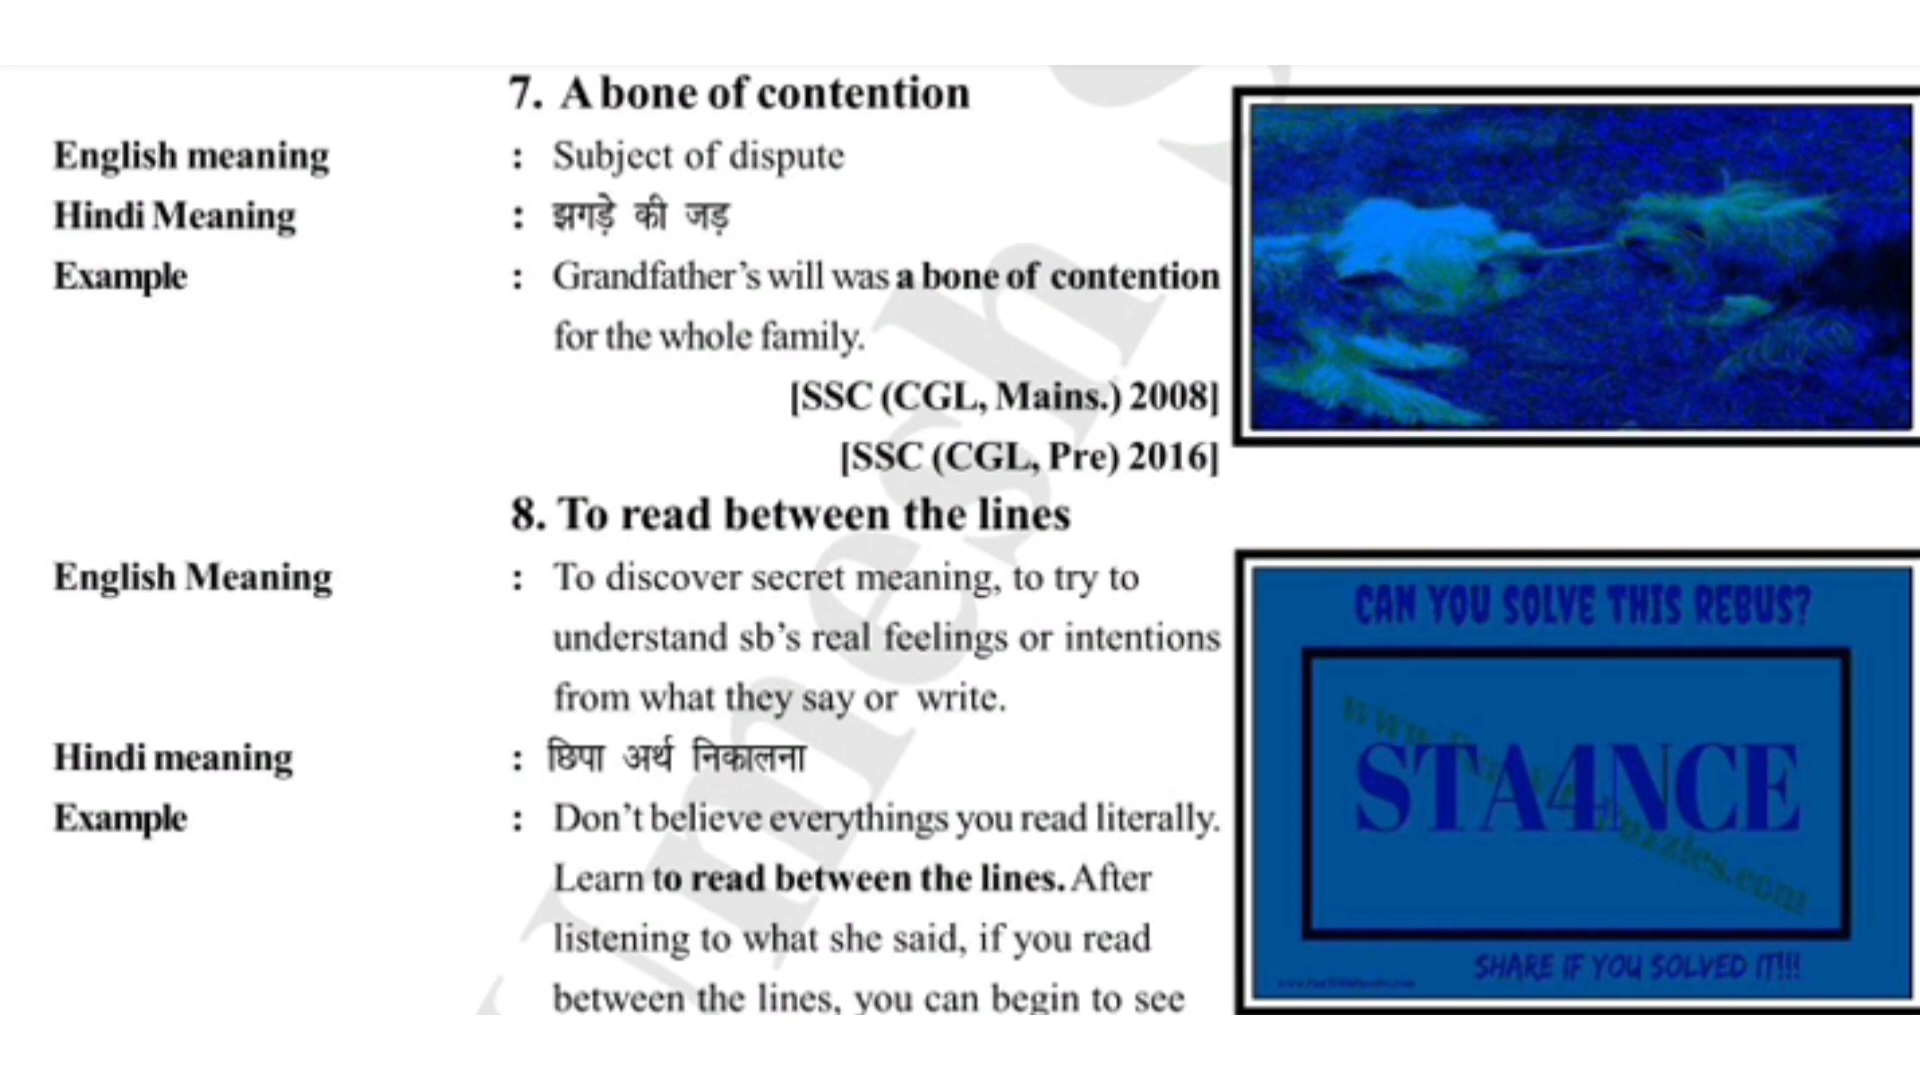 7. A bone of contention
English meaning : Subject of dispute
Hindi Meaning : झगड़े की जड़
Example : Grandfather's will was a bone of contention
for the whole family.
[SSC (CGL, Mains.) 2008]
[SSC (CGL, Pre) 2016]
8. To read between the lines
English Meaning : To discover secret meaning, to try to
understand sb's real feelings or intentions
from what they say or write.
Hindi meaning : छिपा अर्थ निकालना
Example : Don't believe everythings you read literally.
Learn to read between the lines. After
listening to what she said, if you read
between the lines, you can begin to see
CAN YOU SOLVE THIS REBUS?
STA4NCE
SHARE IF YOU SOLVED IT!!!